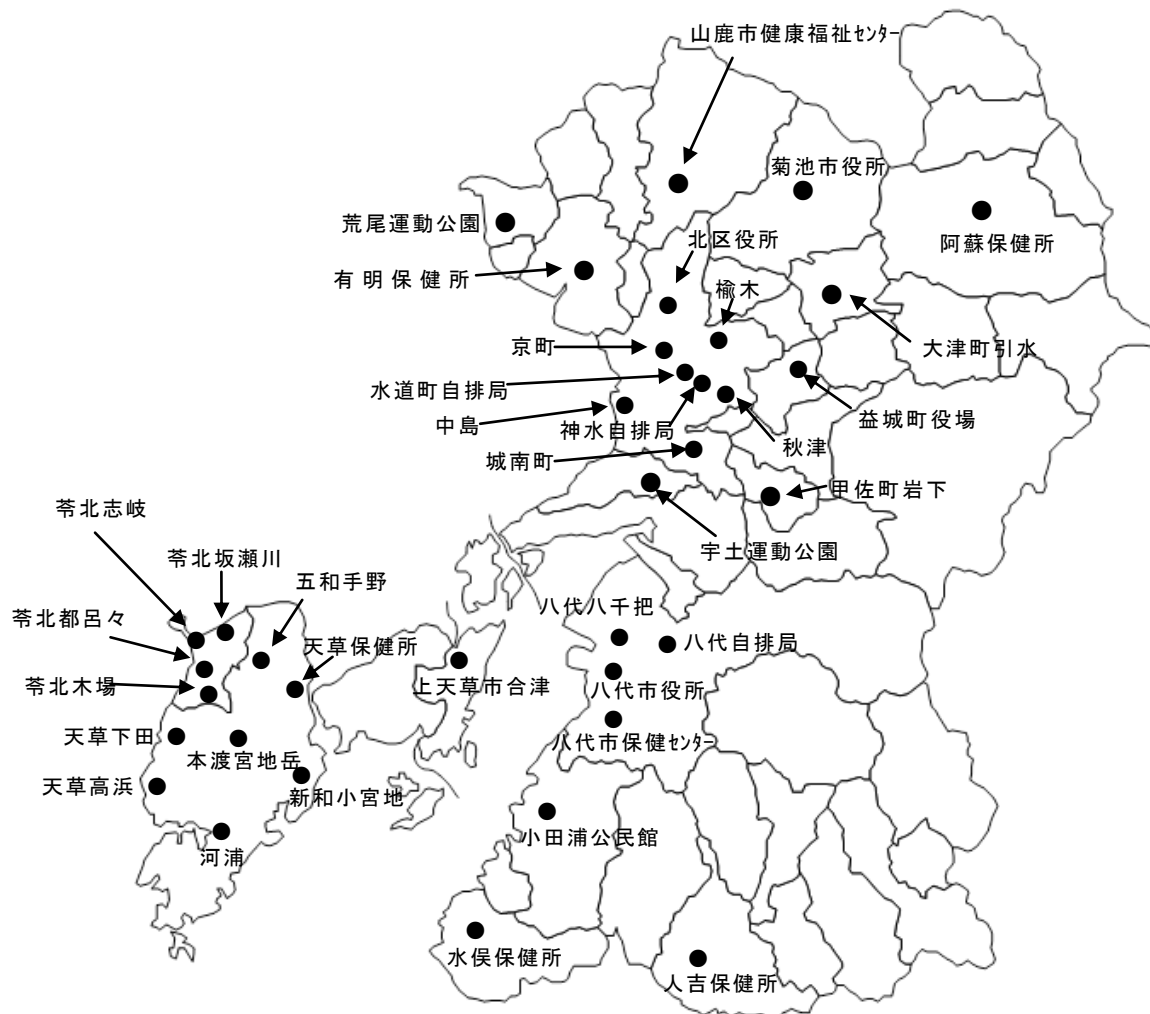 山鹿市健康福祉ｾﾝﾀｰ
菊池市役所
荒尾運動公園
北区役所
阿蘇保健所
有明保健所
楡木
京町
大津町引水
水道町自排局
中島
神水自排局
益城町役場
秋津
城南町
甲佐町岩下
苓北志岐
宇土運動公園
苓北坂瀬川
五和手野
八代八千把
苓北都呂々
天草保健所
八代自排局
上天草市合津
苓北木場
八代市役所
天草下田
八代市保健ｾﾝﾀｰ
本渡宮地岳
天草高浜
新和小宮地
小田浦公民館
河浦
水俣保健所
人吉保健所